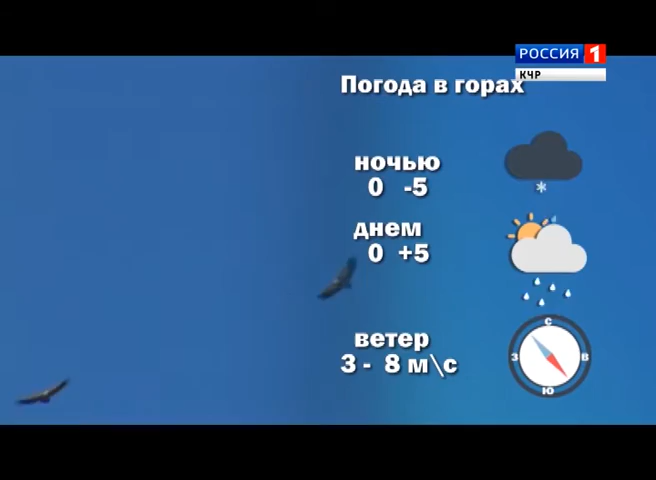 РОССИЯ 1
КЧР
Погода в горах
ночью
0 -5
днем
0 +5
ветер
3 - 8 м\с
С
З В
Ю